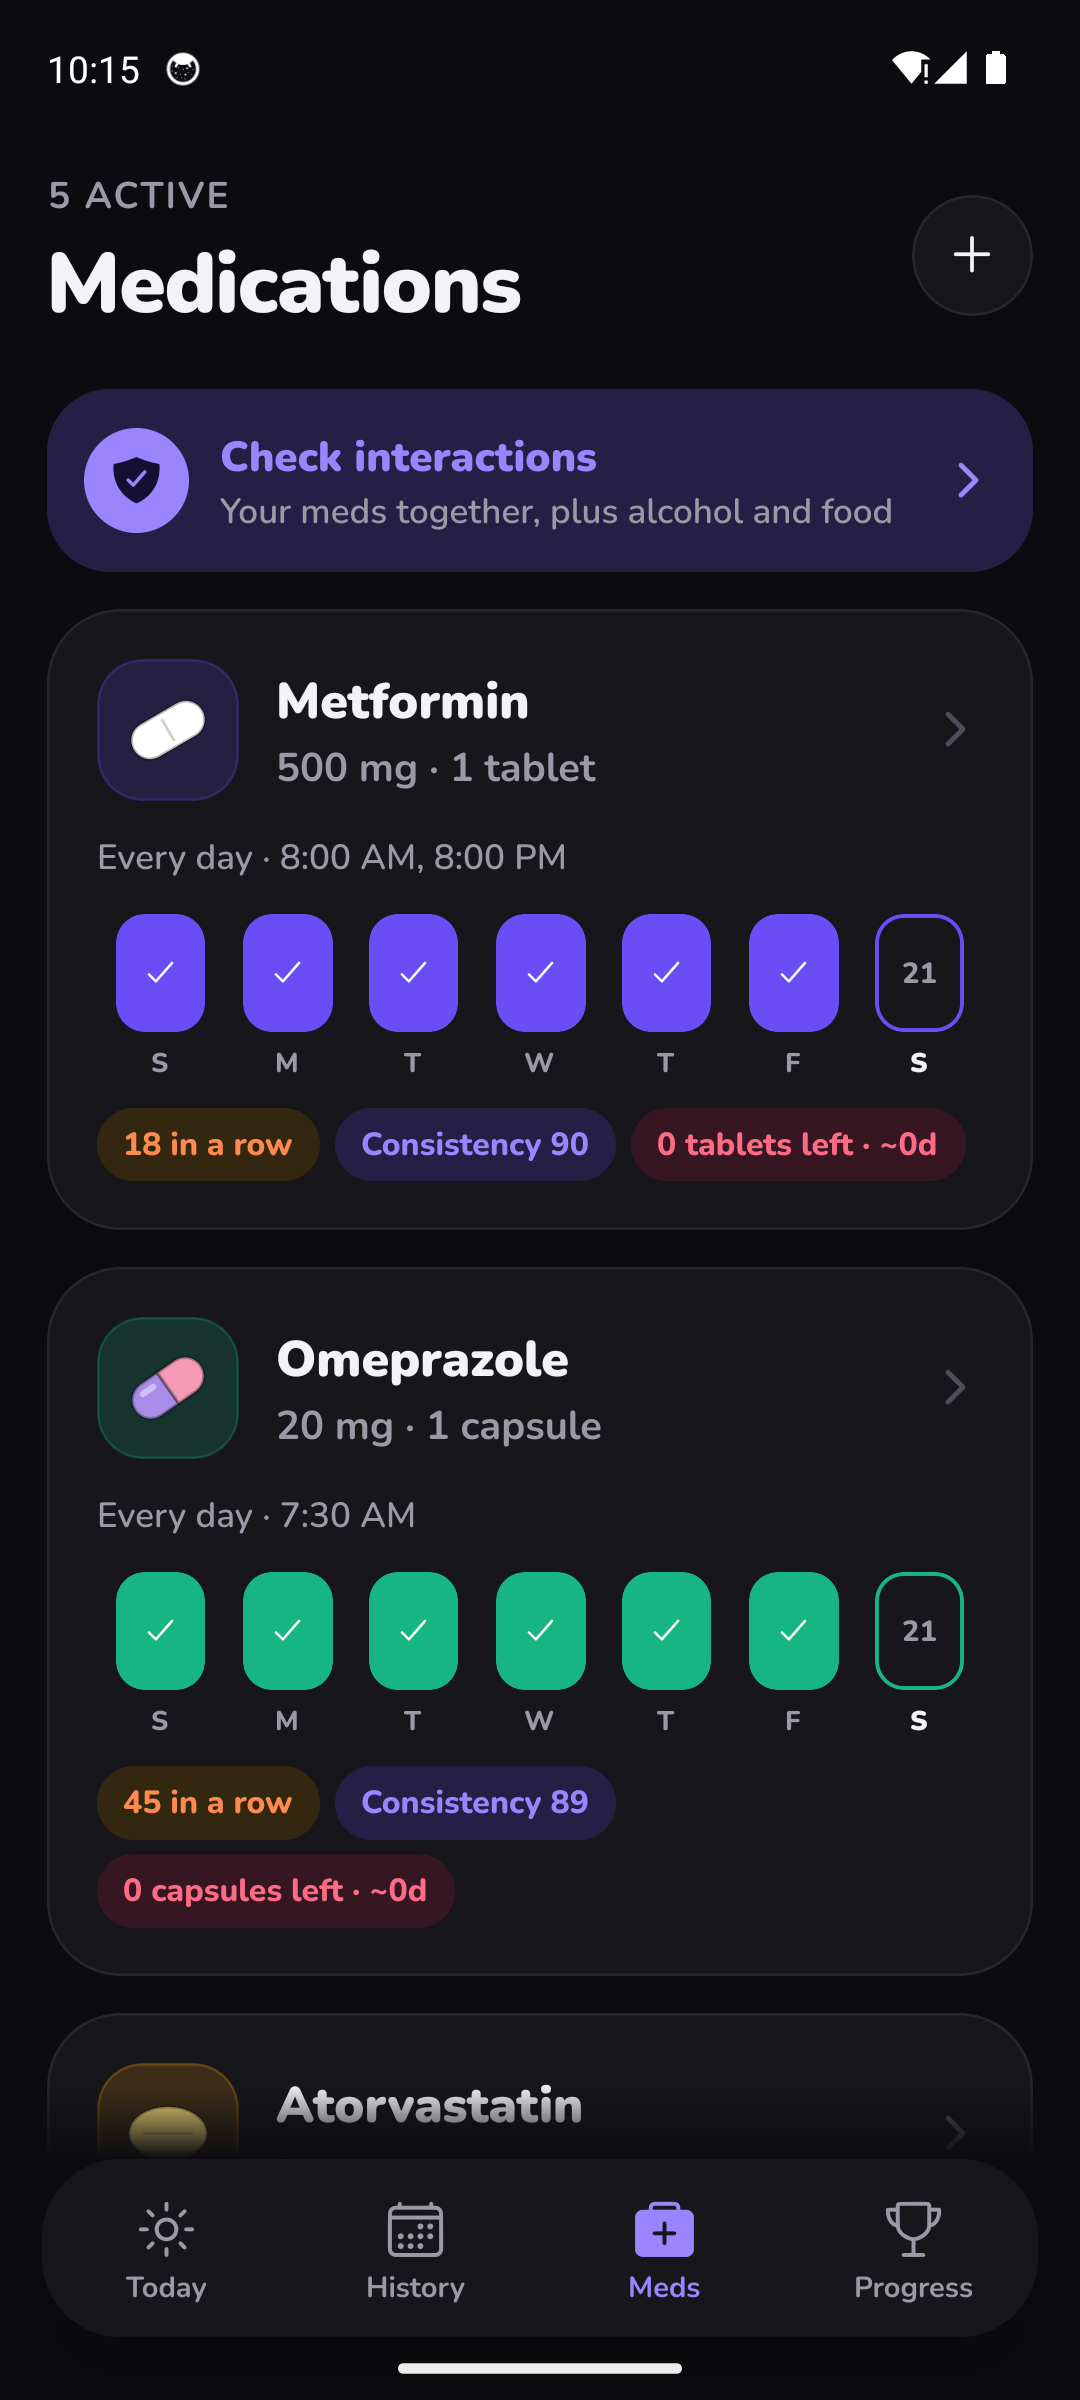 10:15
5 ACTIVE
Medications
Check interactions
Your meds together, plus alcohol and food
Metformin
500 mg · 1 tablet
Every day · 8:00 AM, 8:00 PM
21
S M T W T F S
18 in a row Consistency 90 0 tablets left · ~0d
Omeprazole
20 mg · 1 capsule
Every day · 7:30 AM
21
S M T W T F S
45 in a row Consistency 89
0 capsules left · ~0d
Atorvastatin
Today History Meds Progress